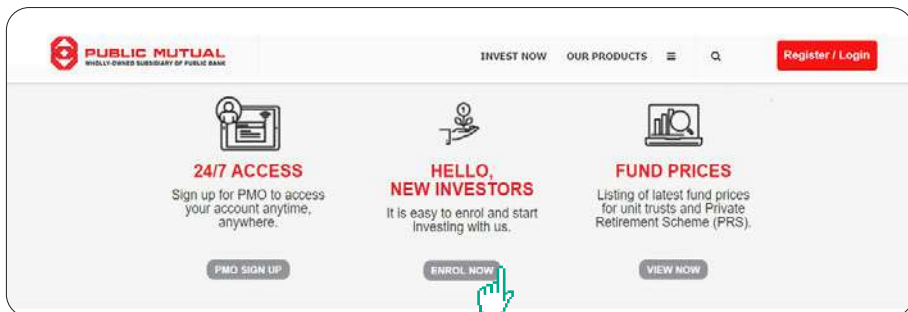 PUBLIC MUTUAL
WHOLLY-OWNED SUBSIDIARY OF PUBLIC BANK
INVEST NOW OUR PRODUCTS
Register / Login
24/7 ACCESS
Sign up for PMO to access
your account anytime,
anywhere.
PMO SIGN UP
HELLO,
NEW INVESTORS
It is easy to enrol and start
investing with us.
ENROL NOW
FUND PRICES
Listing of latest fund prices
for unit trusts and Private
Retirement Scheme (PRS).
VIEW NOW